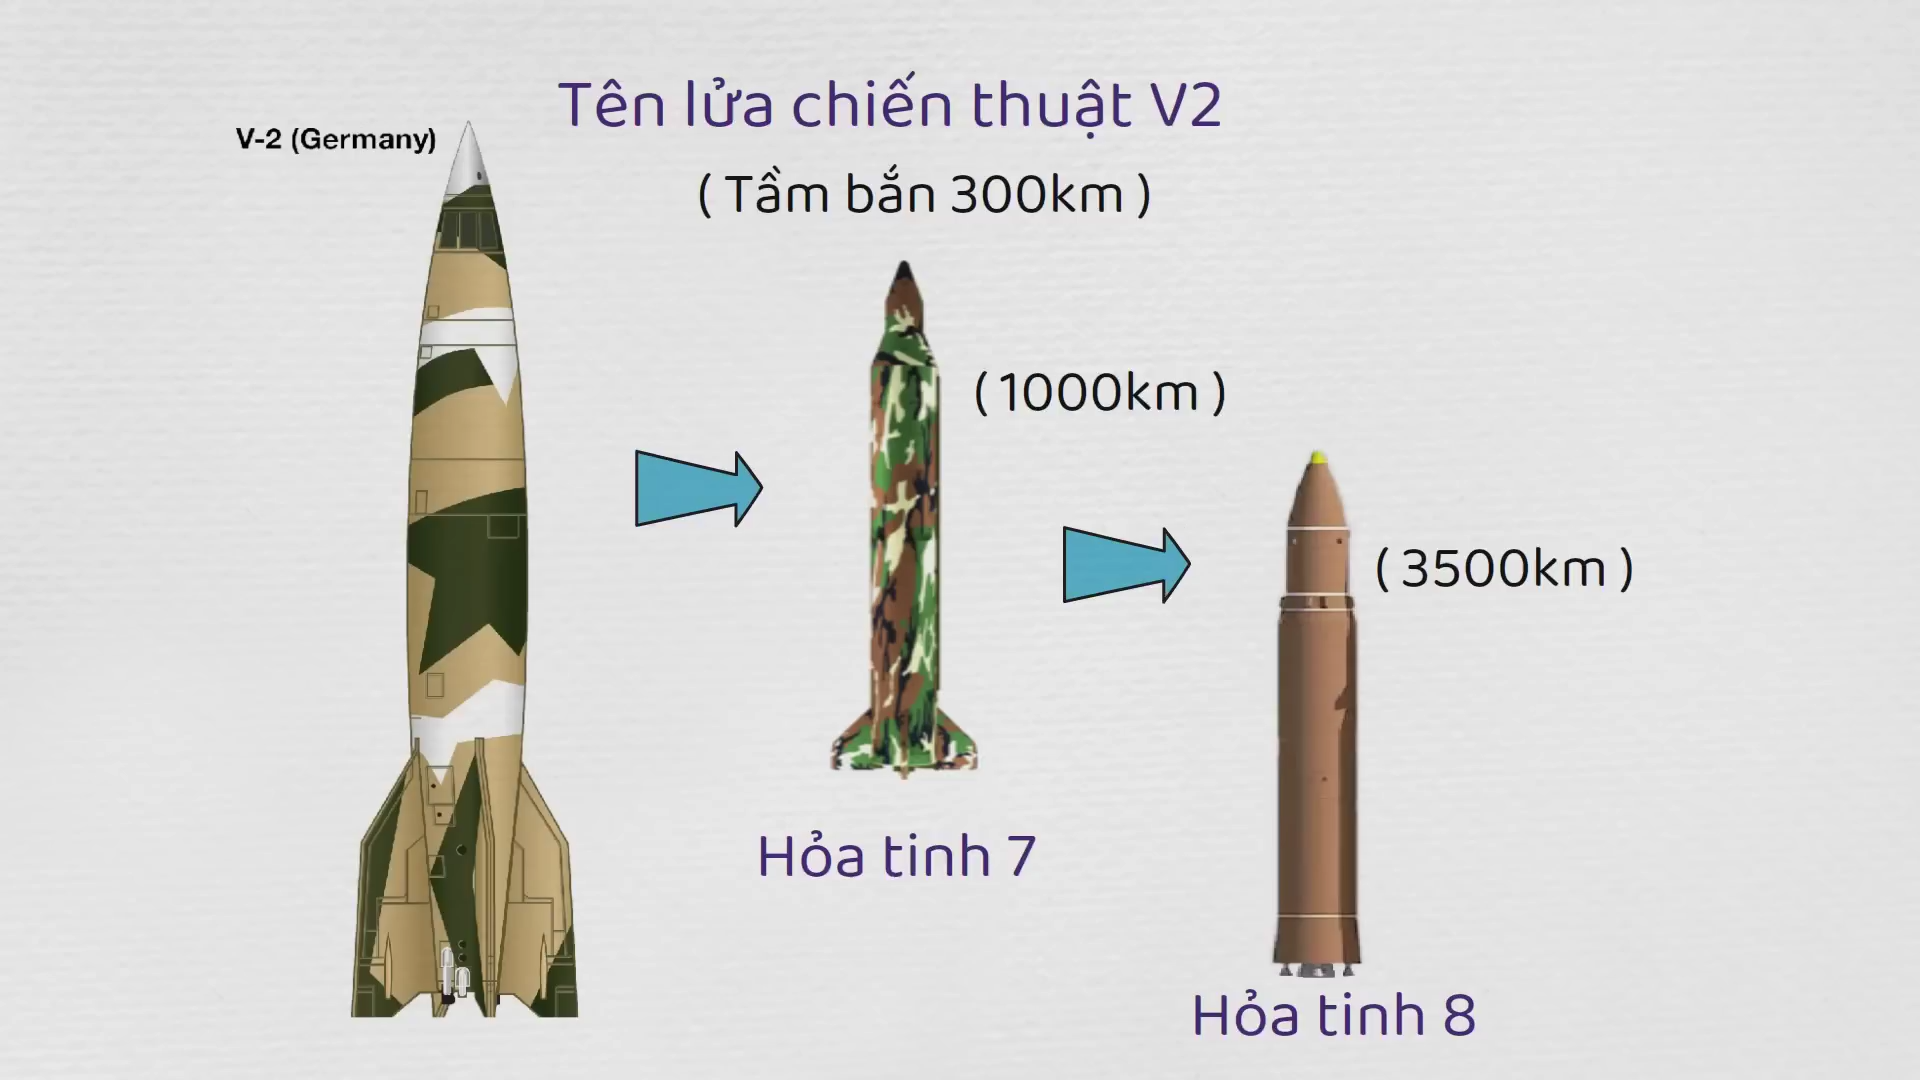 Tên lửa chiến thuật V2
V-2 (Germany)
( Tầm bắn 300km )
( 1000km )
( 3500km )
Hỏa tinh 7
Hỏa tinh 8